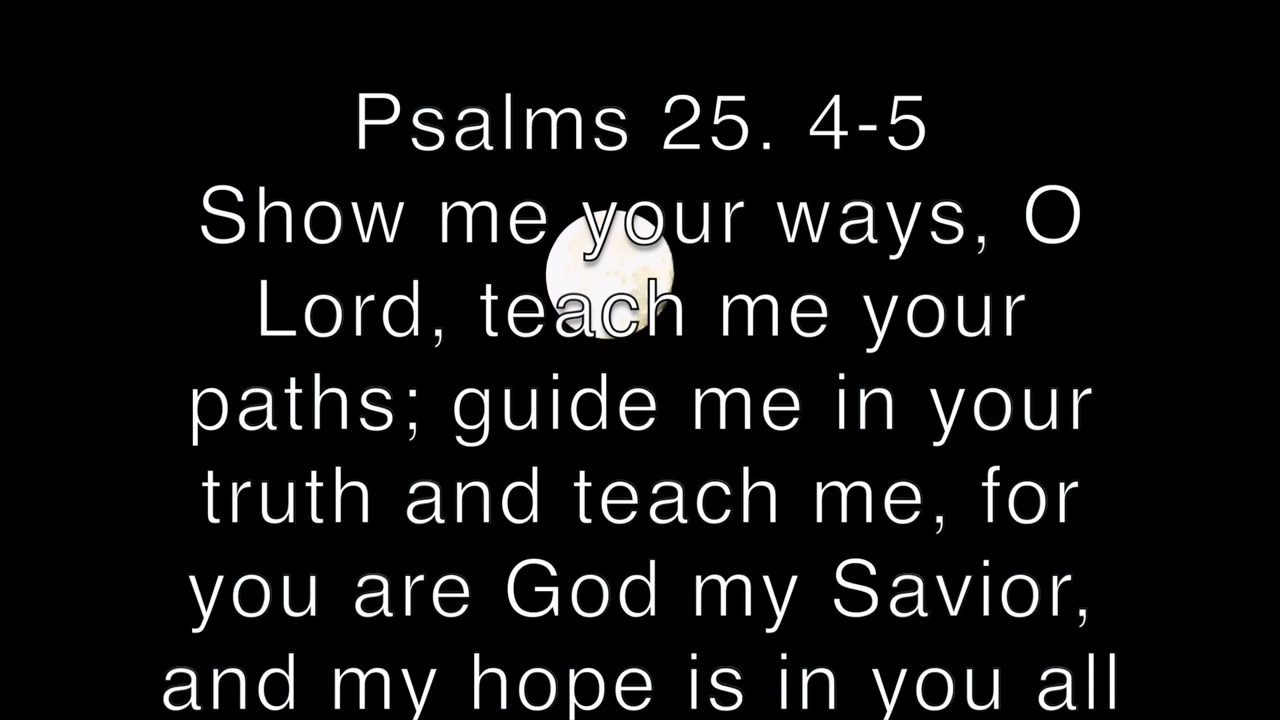 Psalms 25. 4-5
Show me your ways, O
Lord, teach me your
paths; guide me in your
truth and teach me, for
you are God my Savior,
and my hope is in you all